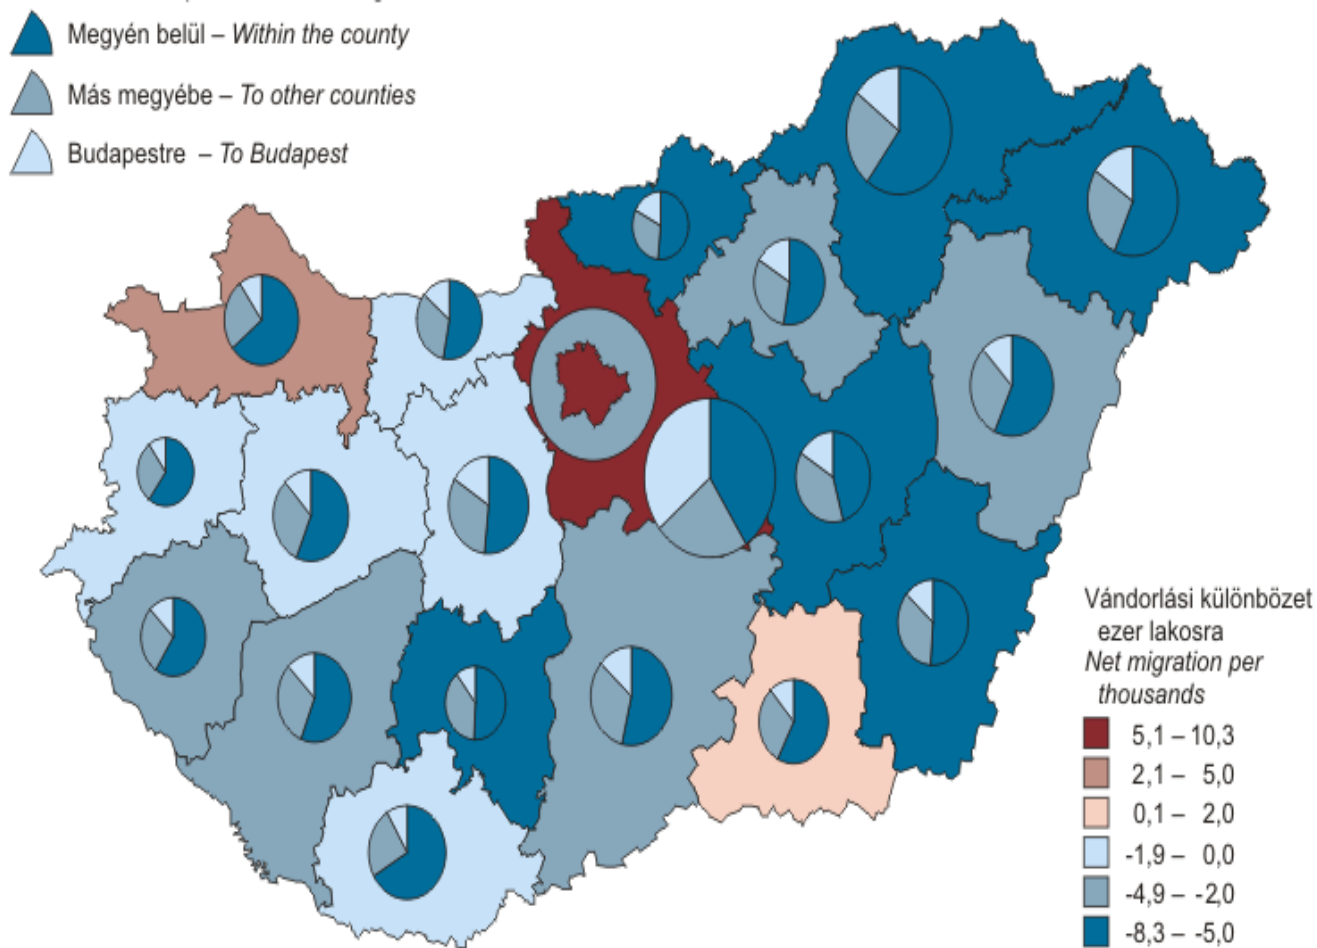 Megyén belül – Within the county
Más megyébe – To other counties
Budapestre – To Budapest
Vándorlási különbözet
ezer lakosra
Net migration per
thousands
5,1 – 10,3
2,1 – 5,0
0,1 – 2,0
-1,9 – 0,0
-4,9 – -2,0
-8,3 – -5,0